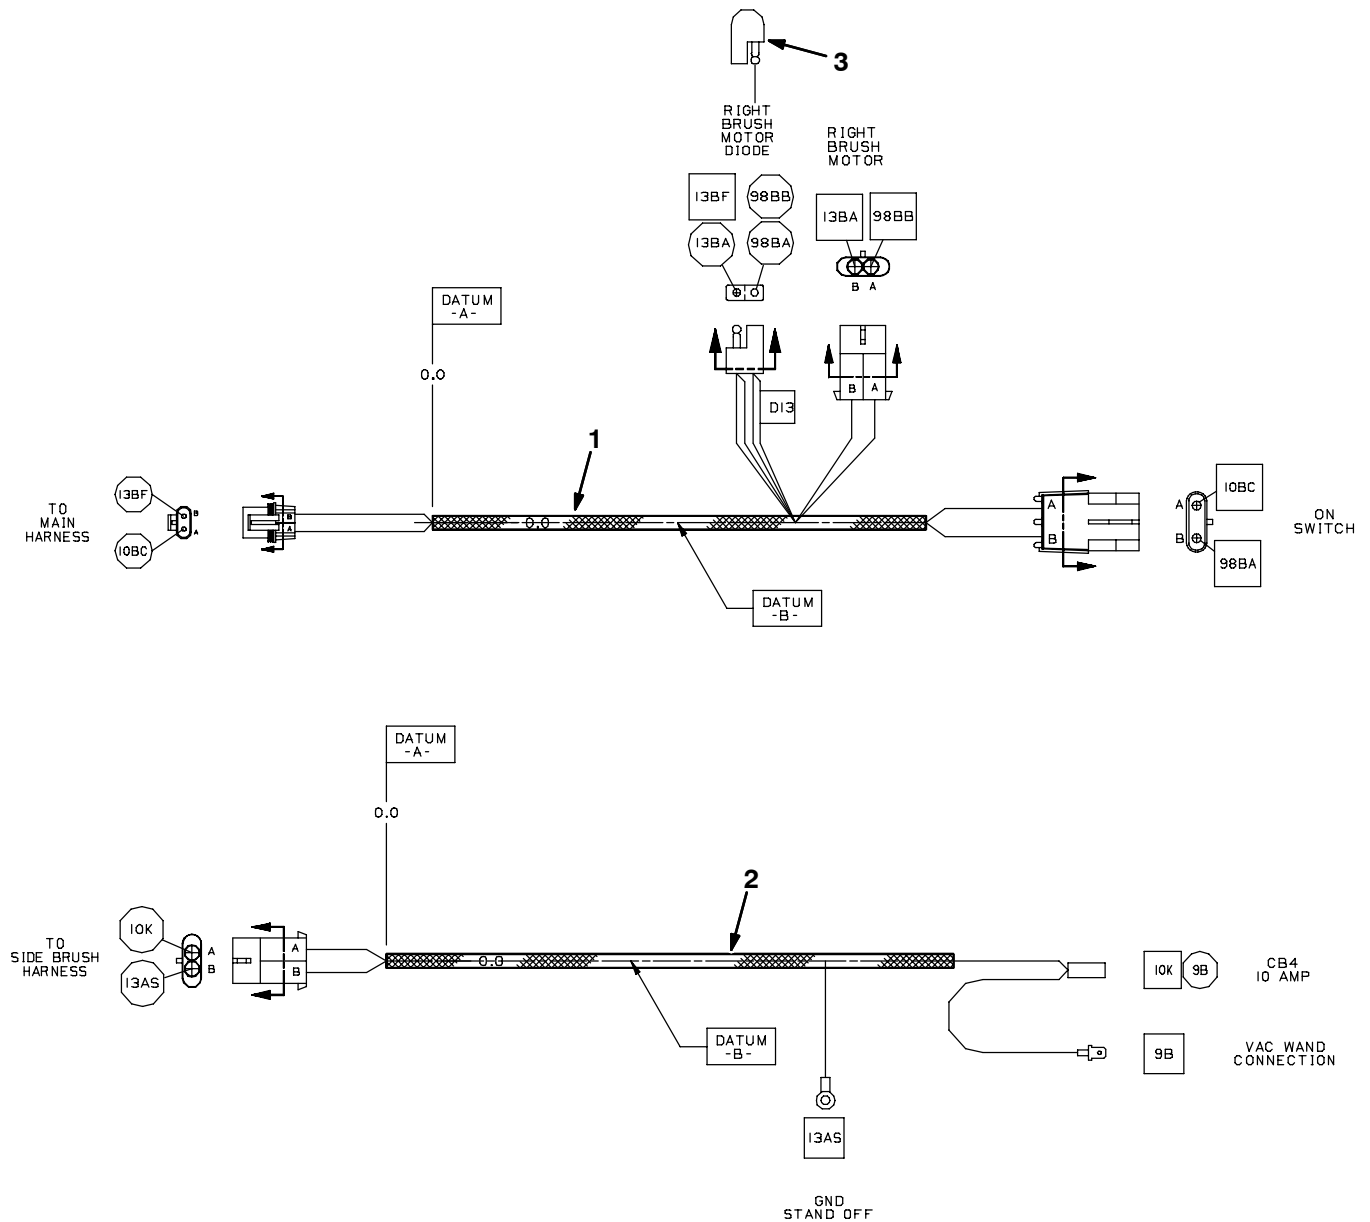 3
RIGHT
BRUSH
MOTOR
DIODE
RIGHT
BRUSH
MOTOR
13BF
98BB
13BA
98BB
13BA
98BA
B A
DATUM
-A-
0.0
D13
B A
1
TO
MAIN
HARNESS
13BF
B
A
10BC
B
A
0.0
A
B
A
B
10BC
98BA
ON
SWITCH
DATUM
-B-
DATUM
-A-
0.0
2
TO
SIDE BRUSH
HARNESS
10K
A
B
13AS
A
B
0.0
10K
9B
CB4
10 AMP
DATUM
-B-
9B
VAC WAND
CONNECTION
13AS
GND
STAND OFF